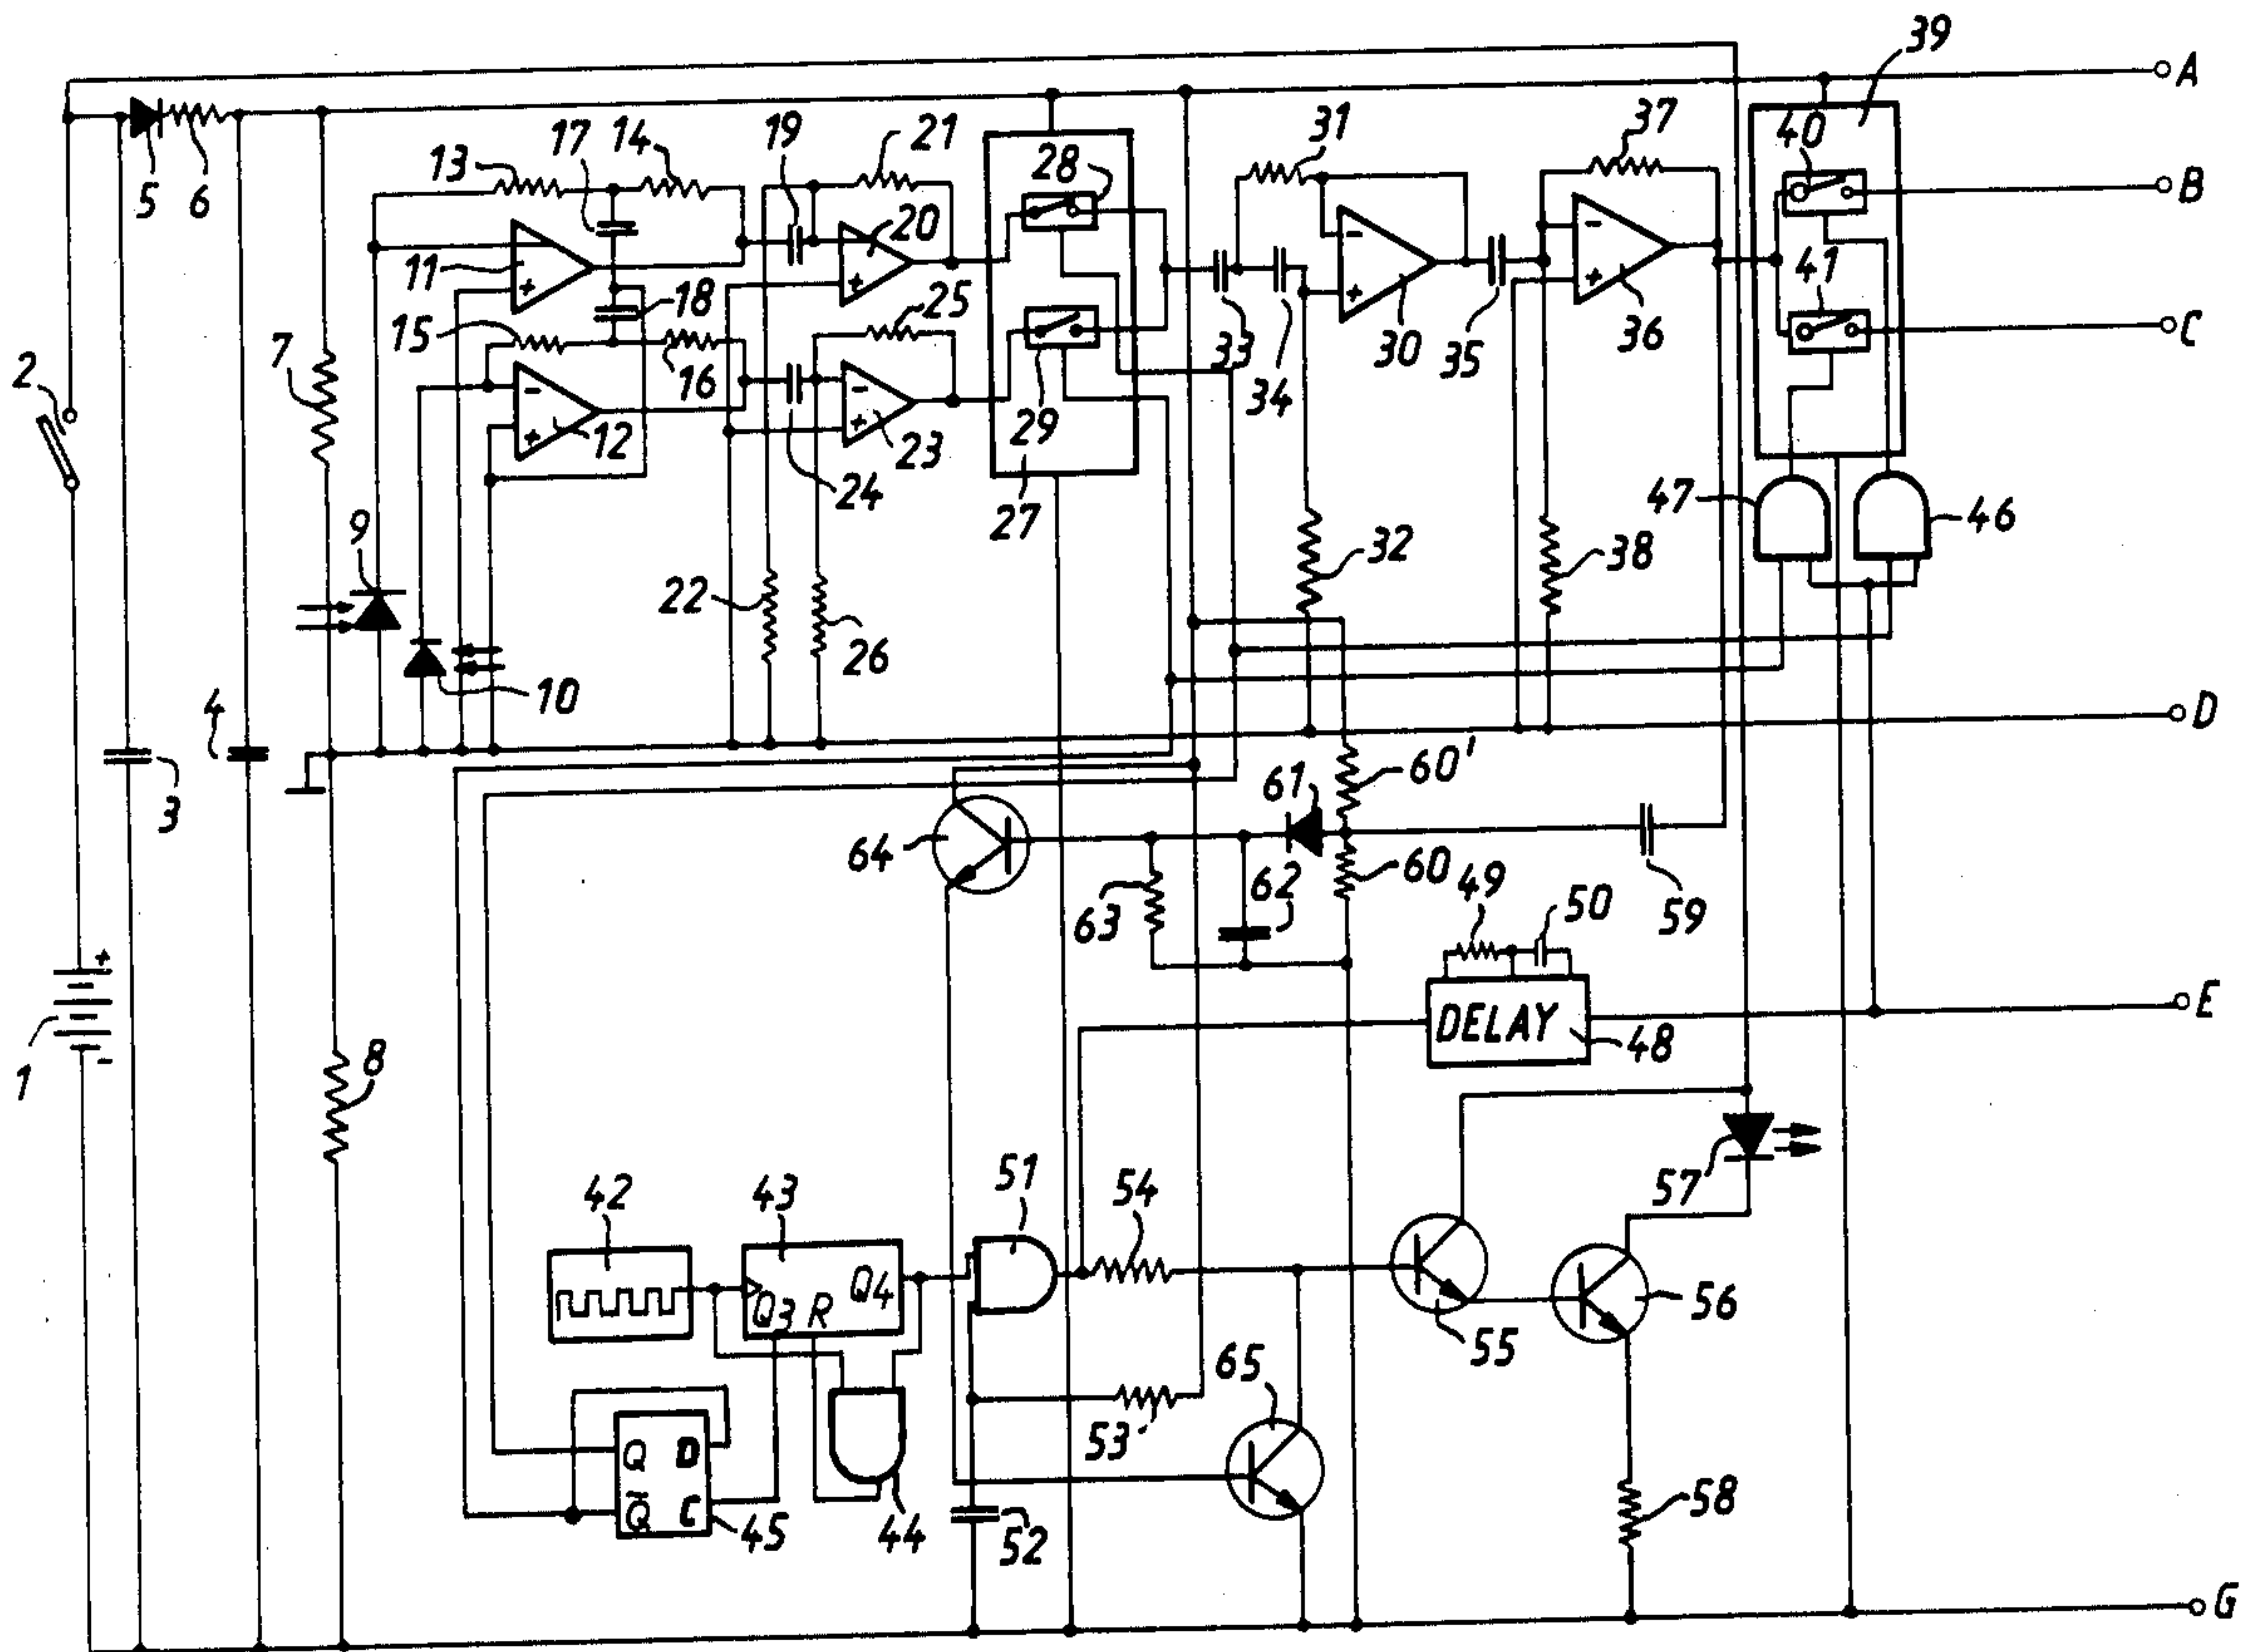 39
A
17 14 19 21 31 37
13 28 40
5 6 B
20
11 + + - - 41
18 25 C
15 + + 36
7 30 35
2 16 33
- - 34
12 29
+ + 23
24 47
27 46
9
32 38
22
26
10
4 D
60'
3 61
64
60 49
62 50
63 59
+
E
DELAY
48
1 - 8
51 54
42 43 57
Q4
Q3 R 56
65 55
53
Q D
58
Q̄ C 45 44 52
G